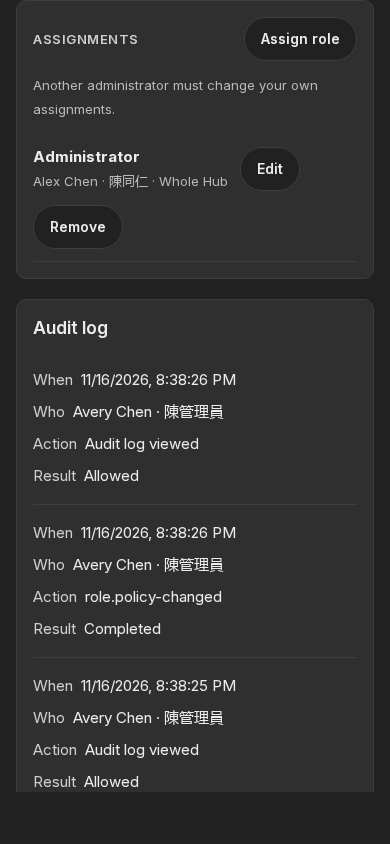 ASSIGNMENTS
Assign role
Another administrator must change your own
assignments.
Administrator
Alex Chen · 陳同仁 · Whole Hub
Edit
Remove
Audit log
When 11/16/2026, 8:38:26 PM
Who Avery Chen · 陳管理員
Action Audit log viewed
Result Allowed
When 11/16/2026, 8:38:26 PM
Who Avery Chen · 陳管理員
Action role.policy-changed
Result Completed
When 11/16/2026, 8:38:25 PM
Who Avery Chen · 陳管理員
Action Audit log viewed
Result Allowed